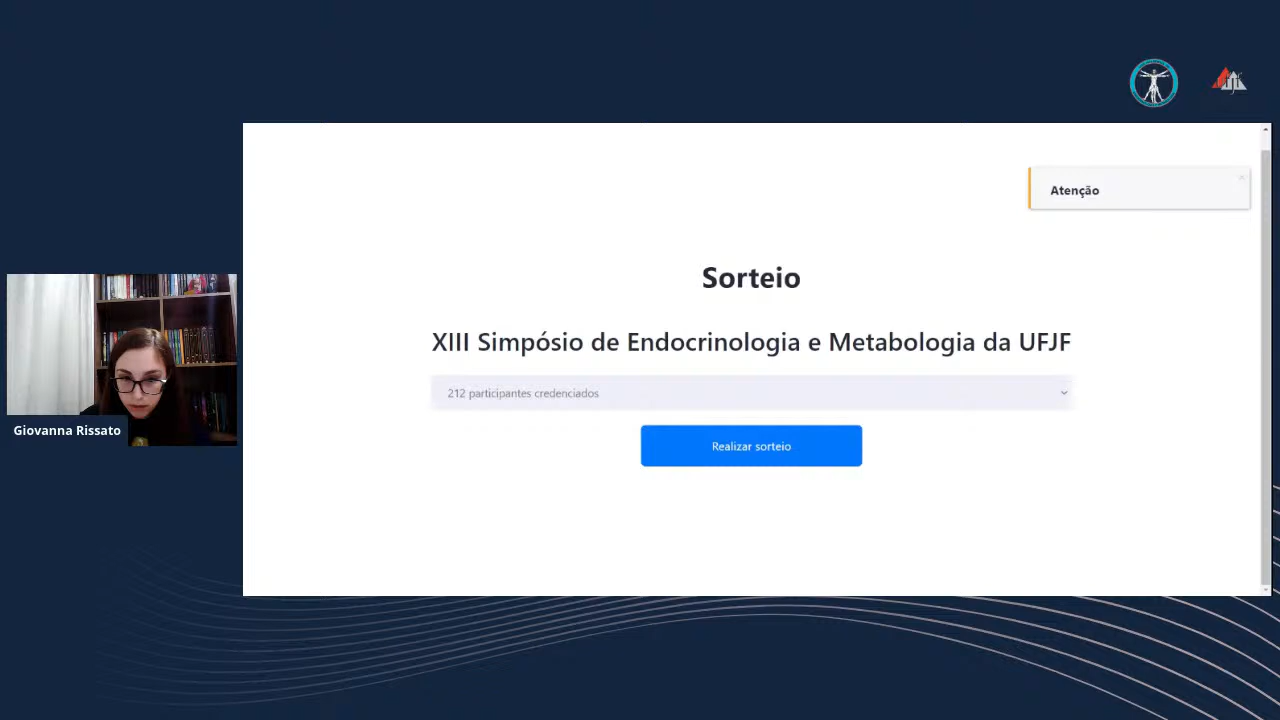 Atenção
Sorteio
XIII Simpósio de Endocrinologia e Metabologia da UFJF
212 participantes credenciados
Realizar sorteio
Giovanna Rissato